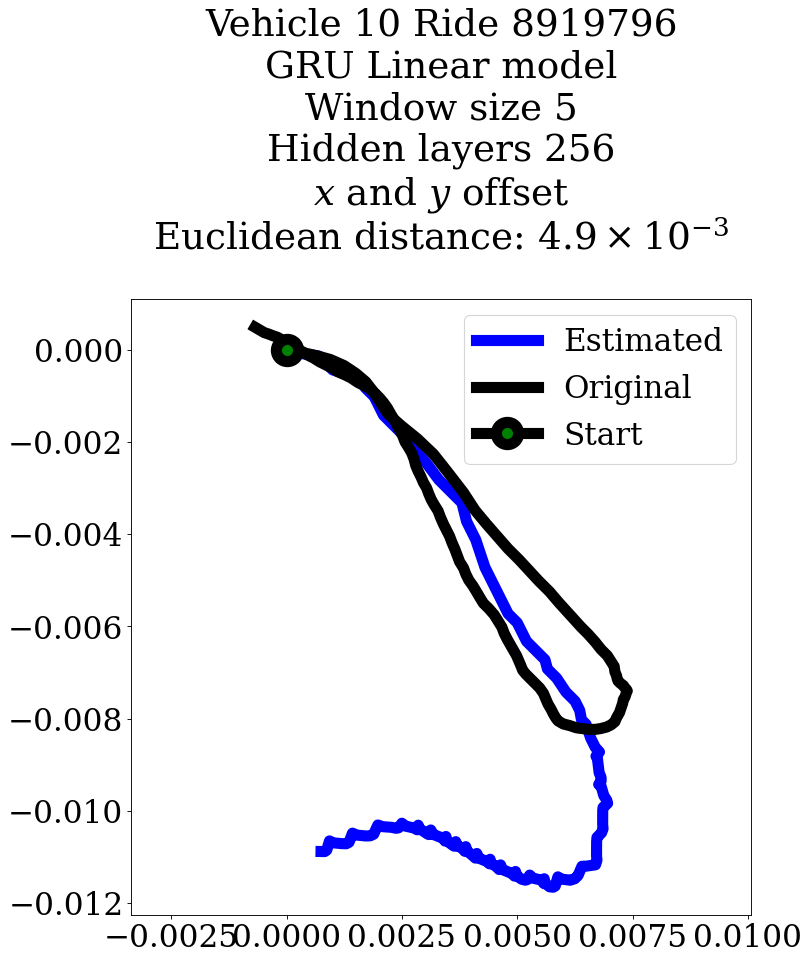 Vehicle 10 Ride 8919796
GRU Linear model
Window size 5
Hidden layers 256
x and y offset
Euclidean distance: 4.9 × 10⁻³
Estimated
Original
Start
0.000
−0.002
−0.004
−0.006
−0.008
−0.010
−0.012
−0.0025 0.0000 0.0025 0.0050 0.0075 0.0100